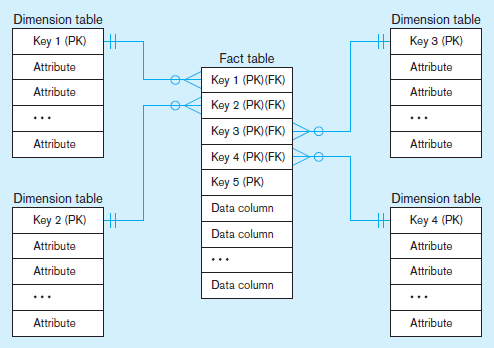 Dimension table
Key 1 (PK)
Attribute
Attribute
• • •
Attribute
Dimension table
Key 2 (PK)
Attribute
Attribute
• • •
Attribute
Fact table
Key 1 (PK)(FK)
Key 2 (PK)(FK)
Key 3 (PK)(FK)
Key 4 (PK)(FK)
Key 5 (PK)
Data column
Data column
• • •
Data column
Dimension table
Key 3 (PK)
Attribute
Attribute
• • •
Attribute
Dimension table
Key 4 (PK)
Attribute
Attribute
• • •
Attribute